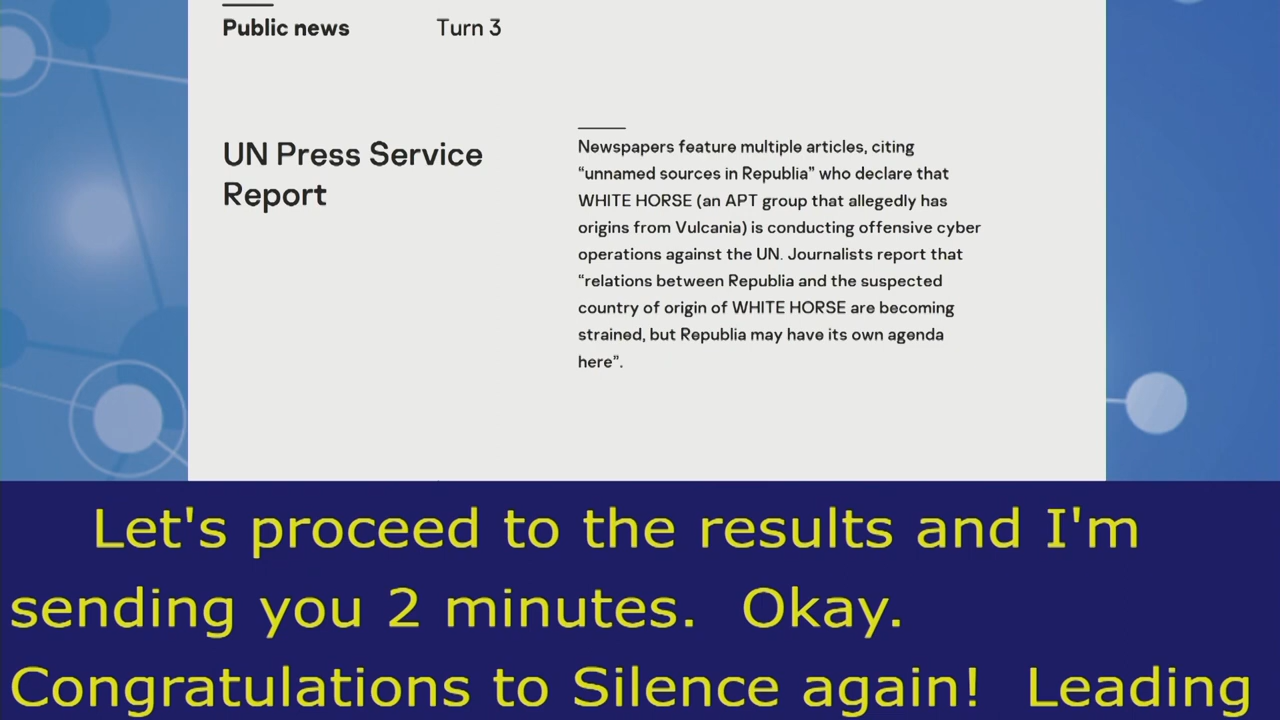 Public news
Turn 3
UN Press Service
Report
Newspapers feature multiple articles, citing
“unnamed sources in Republia” who declare that
WHITE HORSE (an APT group that allegedly has
origins from Vulcania) is conducting offensive cyber
operations against the UN. Journalists report that
“relations between Republia and the suspected
country of origin of WHITE HORSE are becoming
strained, but Republia may have its own agenda
here”.
Let's proceed to the results and I'm
sending you 2 minutes. Okay.
Congratulations to Silence again! Leading